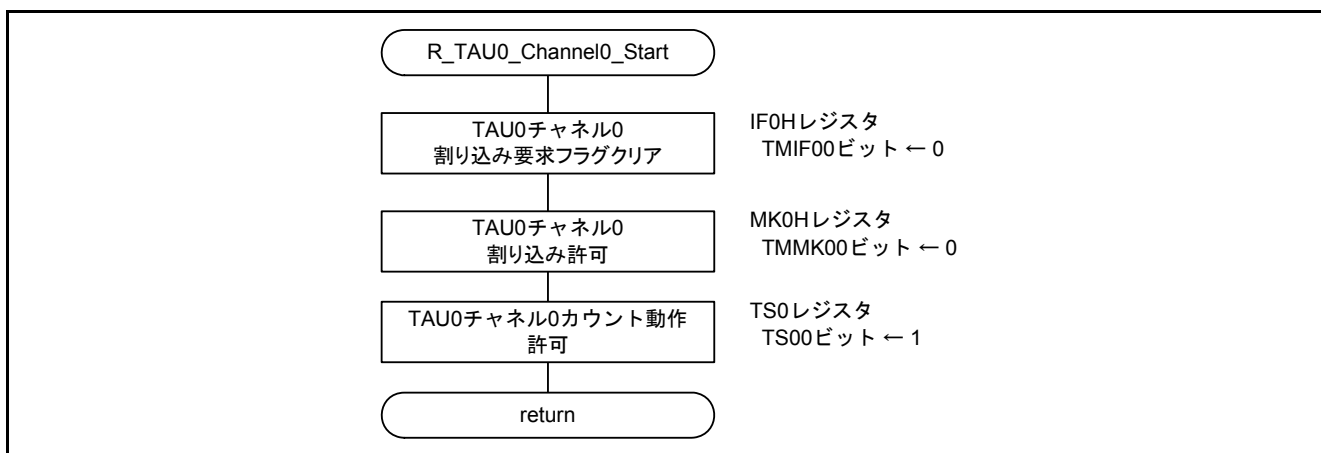 R_TAU0_Channel0_Start
TAU0チャネル0
割り込み要求フラグクリア
IF0Hレジスタ
TMIF00ビット ← 0
TAU0チャネル0
割り込み許可
MK0Hレジスタ
TMMK00ビット ← 0
TAU0チャネル0カウント動作
許可
TS0レジスタ
TS00ビット ← 1
return